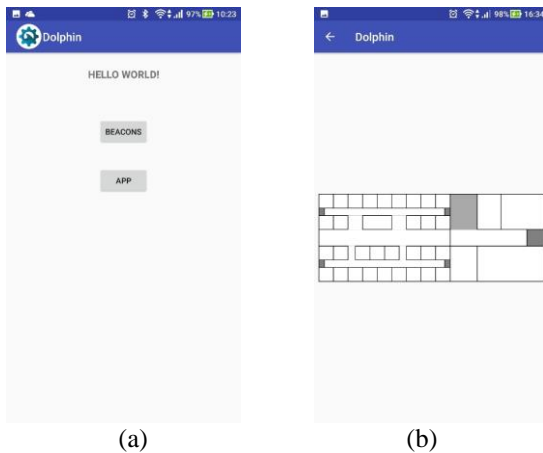 97% 10:23
Dolphin
HELLO WORLD!
BEACONS
APP
(a)
98% 16:34
Dolphin
(b)